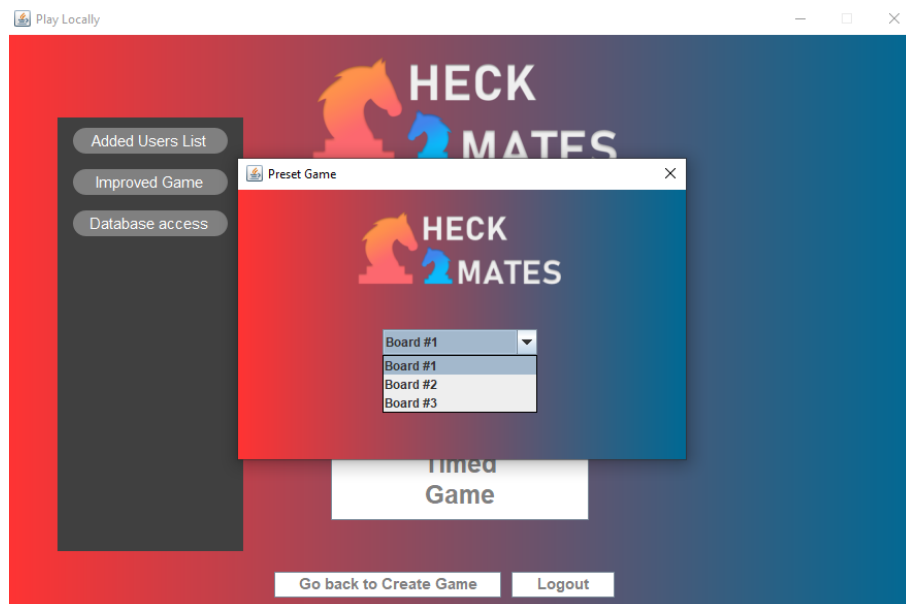 Play Locally
HECK
MATES
Added Users List
Improved Game
Database access
Preset Game
HECK
MATES
Board #1
Board #1
Board #2
Board #3
Timed
Game
Go back to Create Game
Logout